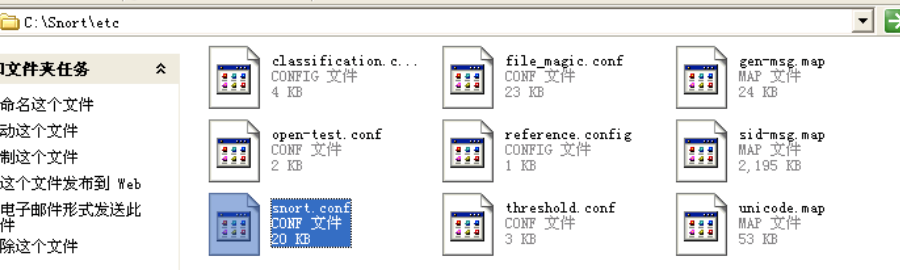 C:\Snort\etc
文件夹任务
命名这个文件
动这个文件
制这个文件
这个文件发布到 Web
电子邮件形式发送此
件
除这个文件
classification.c...
CONFIG 文件
4 KB
file_magic.conf
CONF 文件
23 KB
gen-msg.map
MAP 文件
24 KB
open-test.conf
CONF 文件
2 KB
reference.config
CONFIG 文件
1 KB
sid-msg.map
MAP 文件
2,195 KB
snort.conf
CONF 文件
20 KB
threshold.conf
CONF 文件
3 KB
unicode.map
MAP 文件
53 KB